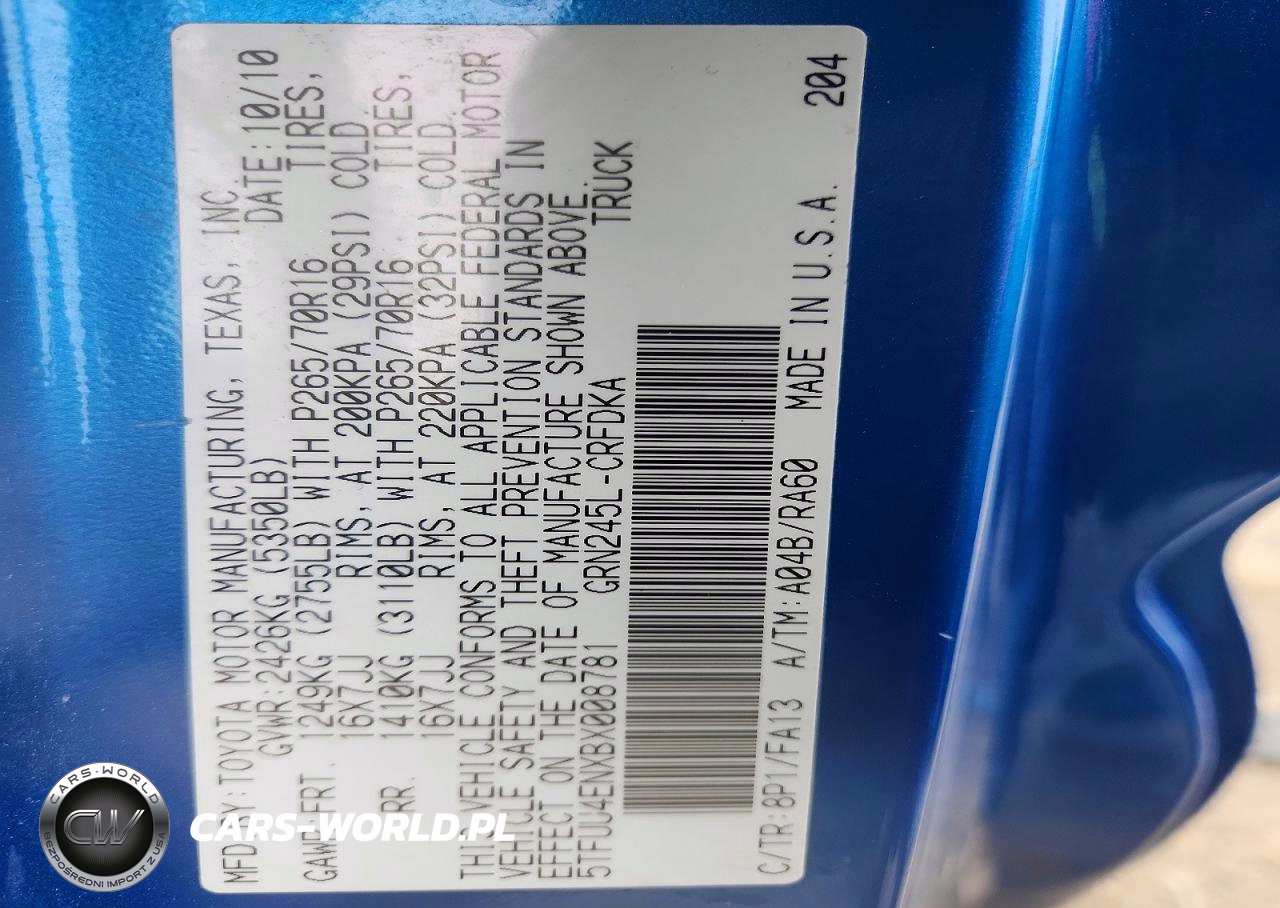 MFD.BY:TOYOTA MOTOR MANUFACTURING, TEXAS, INC
GVWR:2426KG (5350LB) DATE:10/10
GAWR FRT. 1249KG (2755LB) WITH P265/70R16 TIRES,
16X7JJ RIMS, AT 200KPA (29PSI) COLD
RR. 1410KG (3110LB) WITH P265/70R16 TIRES,
16X7JJ RIMS, AT 220KPA (32PSI) COLD.
THIS VEHICLE CONFORMS TO ALL APPLICABLE FEDERAL MOTOR
VEHICLE SAFETY AND THEFT PREVENTION STANDARDS IN
EFFECT ON THE DATE OF MANUFACTURE SHOWN ABOVE.
5TFUU4ENXBX008781 GRN245L-CRFDKA TRUCK
C/TR:8P1/FA13 A/TM:A04B/RA60 MADE IN U.S.A. 204
CARS-WORLD
CW
BEZPOŚREDNI IMPORT Z USA
CARS-WORLD.PL